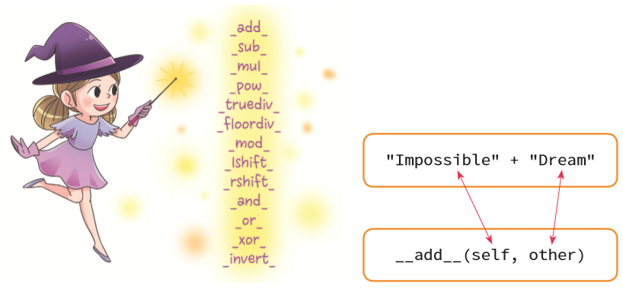 _add_
_sub_
_mul_
_pow_
_truediv_
_floordiv_
_mod_
_lshift_
_rshift_
_and_
_or_
_xor_
_invert_
"Impossible" + "Dream"
__add__(self, other)